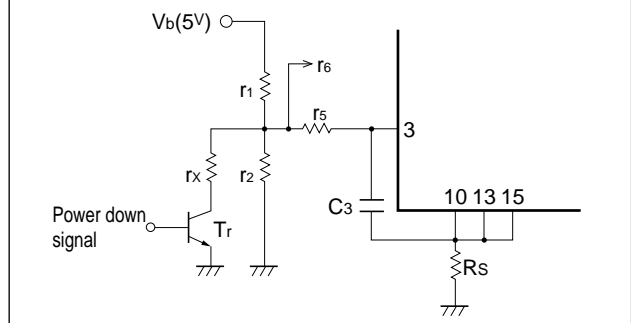 Vb(5V)
r6
r1
r5
3
rX
r2
10 13 15
C3
Power down
signal
Tr
RS